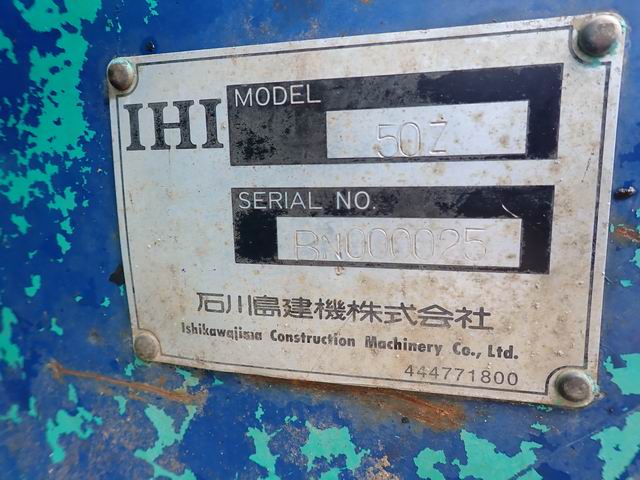 IHI
MODEL
50Z
SERIAL NO.
BN000025
石川島建機株式会社
Ishikawajima Construction Machinery Co., Ltd.
444771800